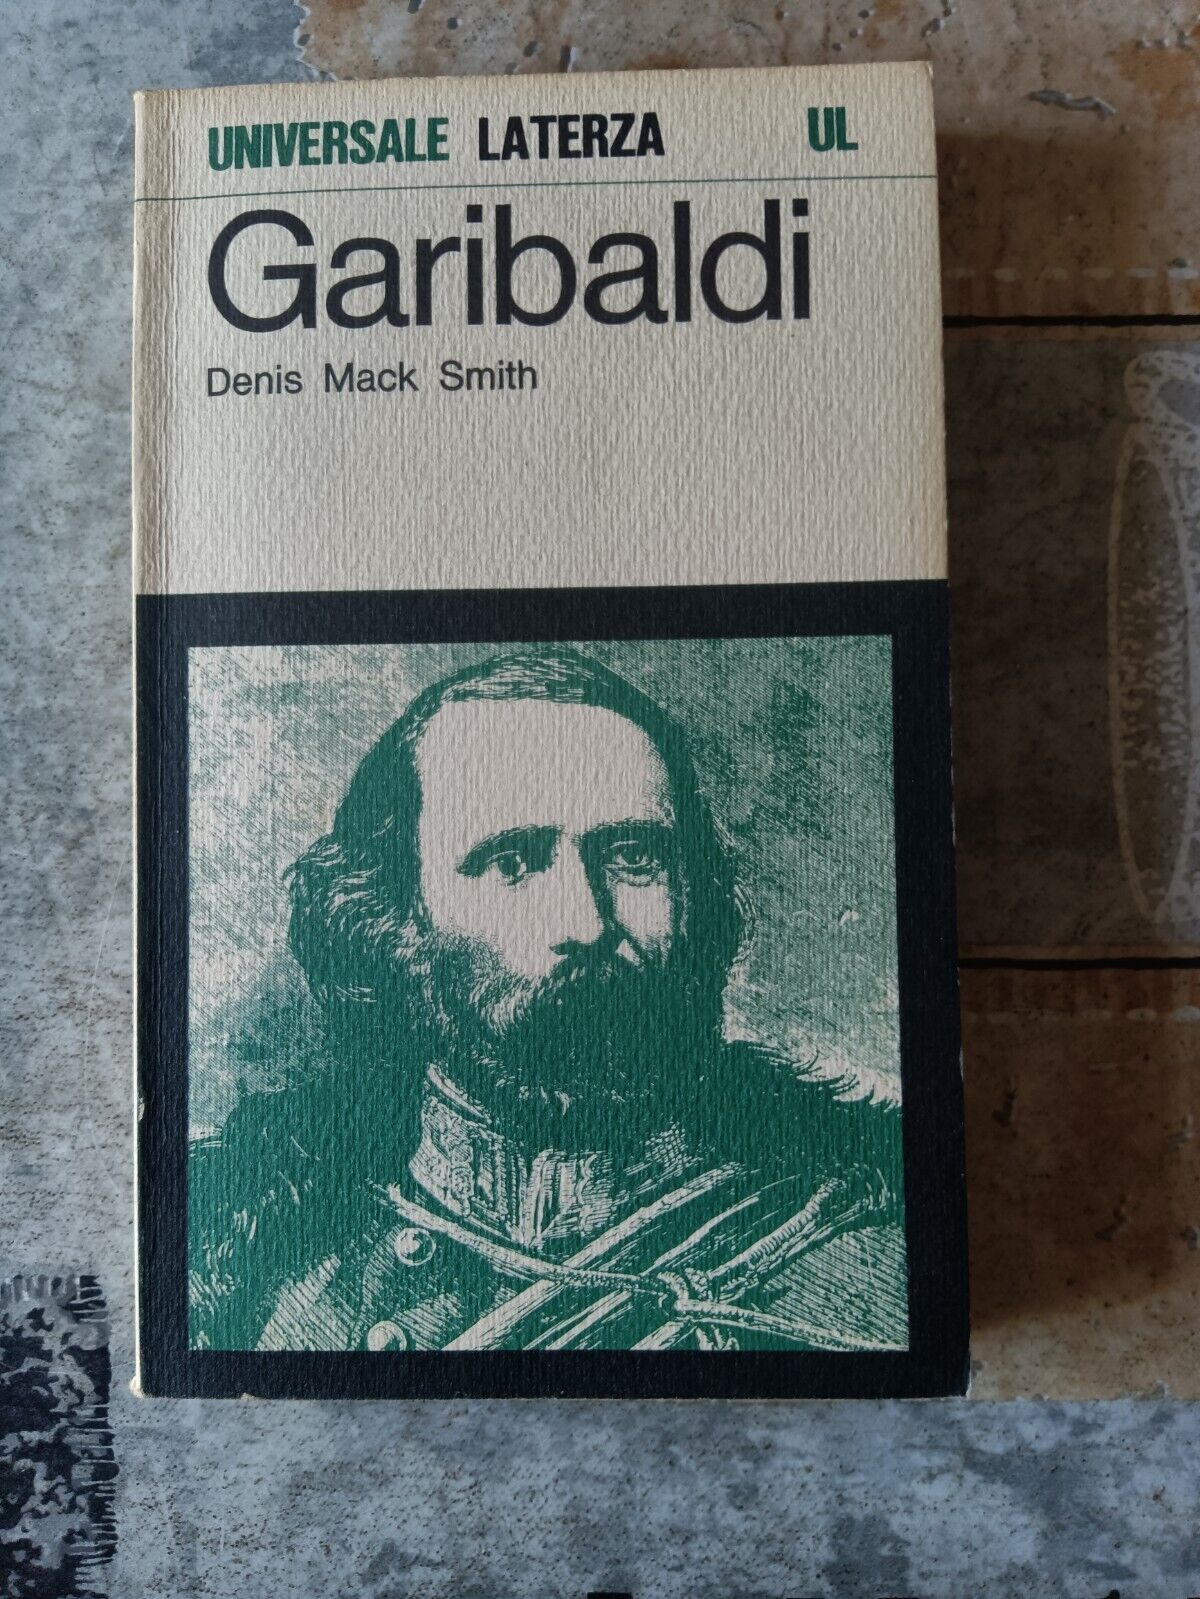 UNIVERSALE LATERZA UL
Garibaldi
Denis Mack Smith